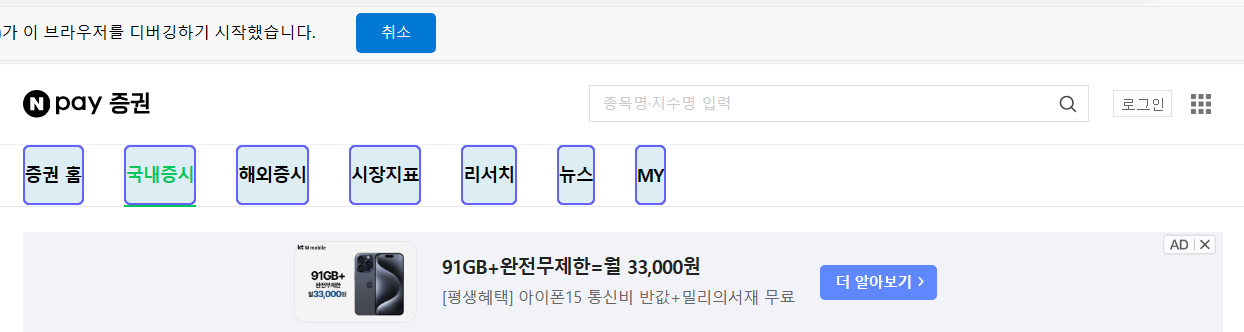 가 이 브라우저를 디버깅하기 시작했습니다. 취소
N pay 증권 종목명·지수명 입력 로그인
증권 홈 국내증시 해외증시 시장지표 리서치 뉴스 MY
AD
kt M mobile
91GB+
완전무제한
월33,000원
91GB+완전무제한=월 33,000원
[평생혜택] 아이폰15 통신비 반값+밀리의서재 무료
더 알아보기